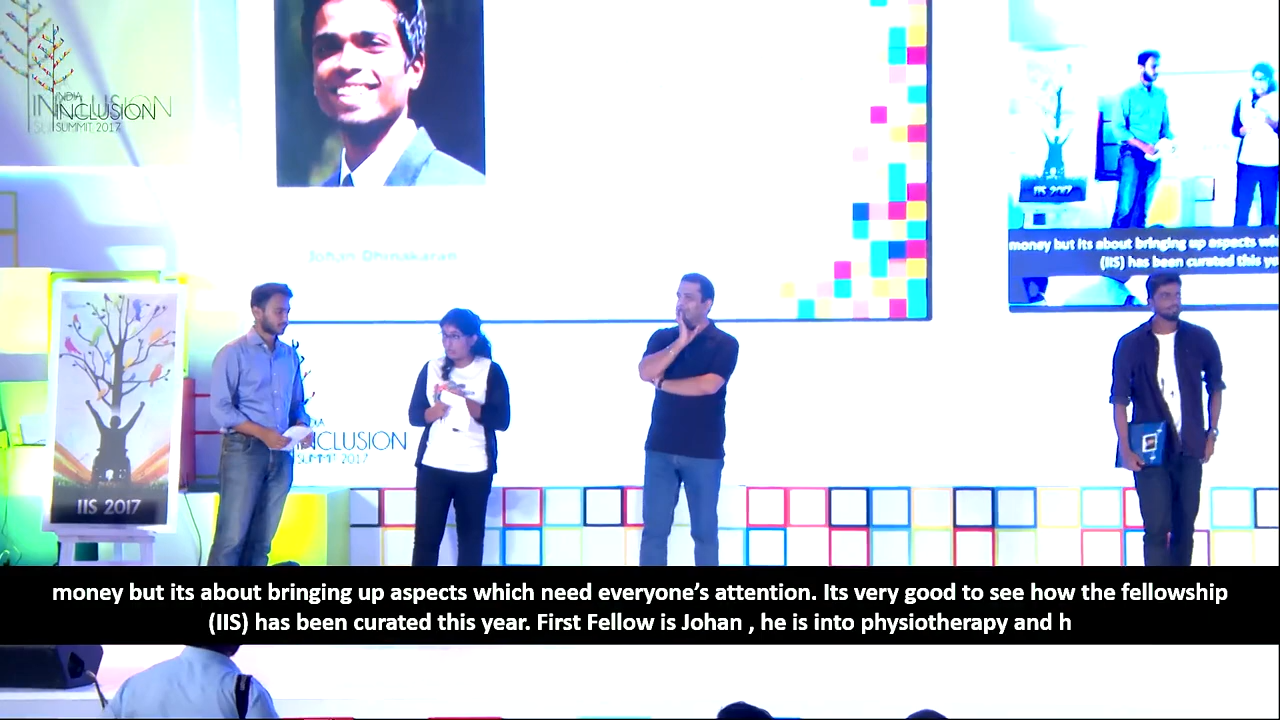 INDIA
INCLUSION
SUMMIT 2017
Johan Dhinakaran
IIS 2017
money but its about bringing up aspects wh
(IIS) has been curated this ye
IIS 2017
INCLUSION
SUMMIT 2017
money but its about bringing up aspects which need everyone’s attention. Its very good to see how the fellowship
(IIS) has been curated this year. First Fellow is Johan , he is into physiotherapy and h